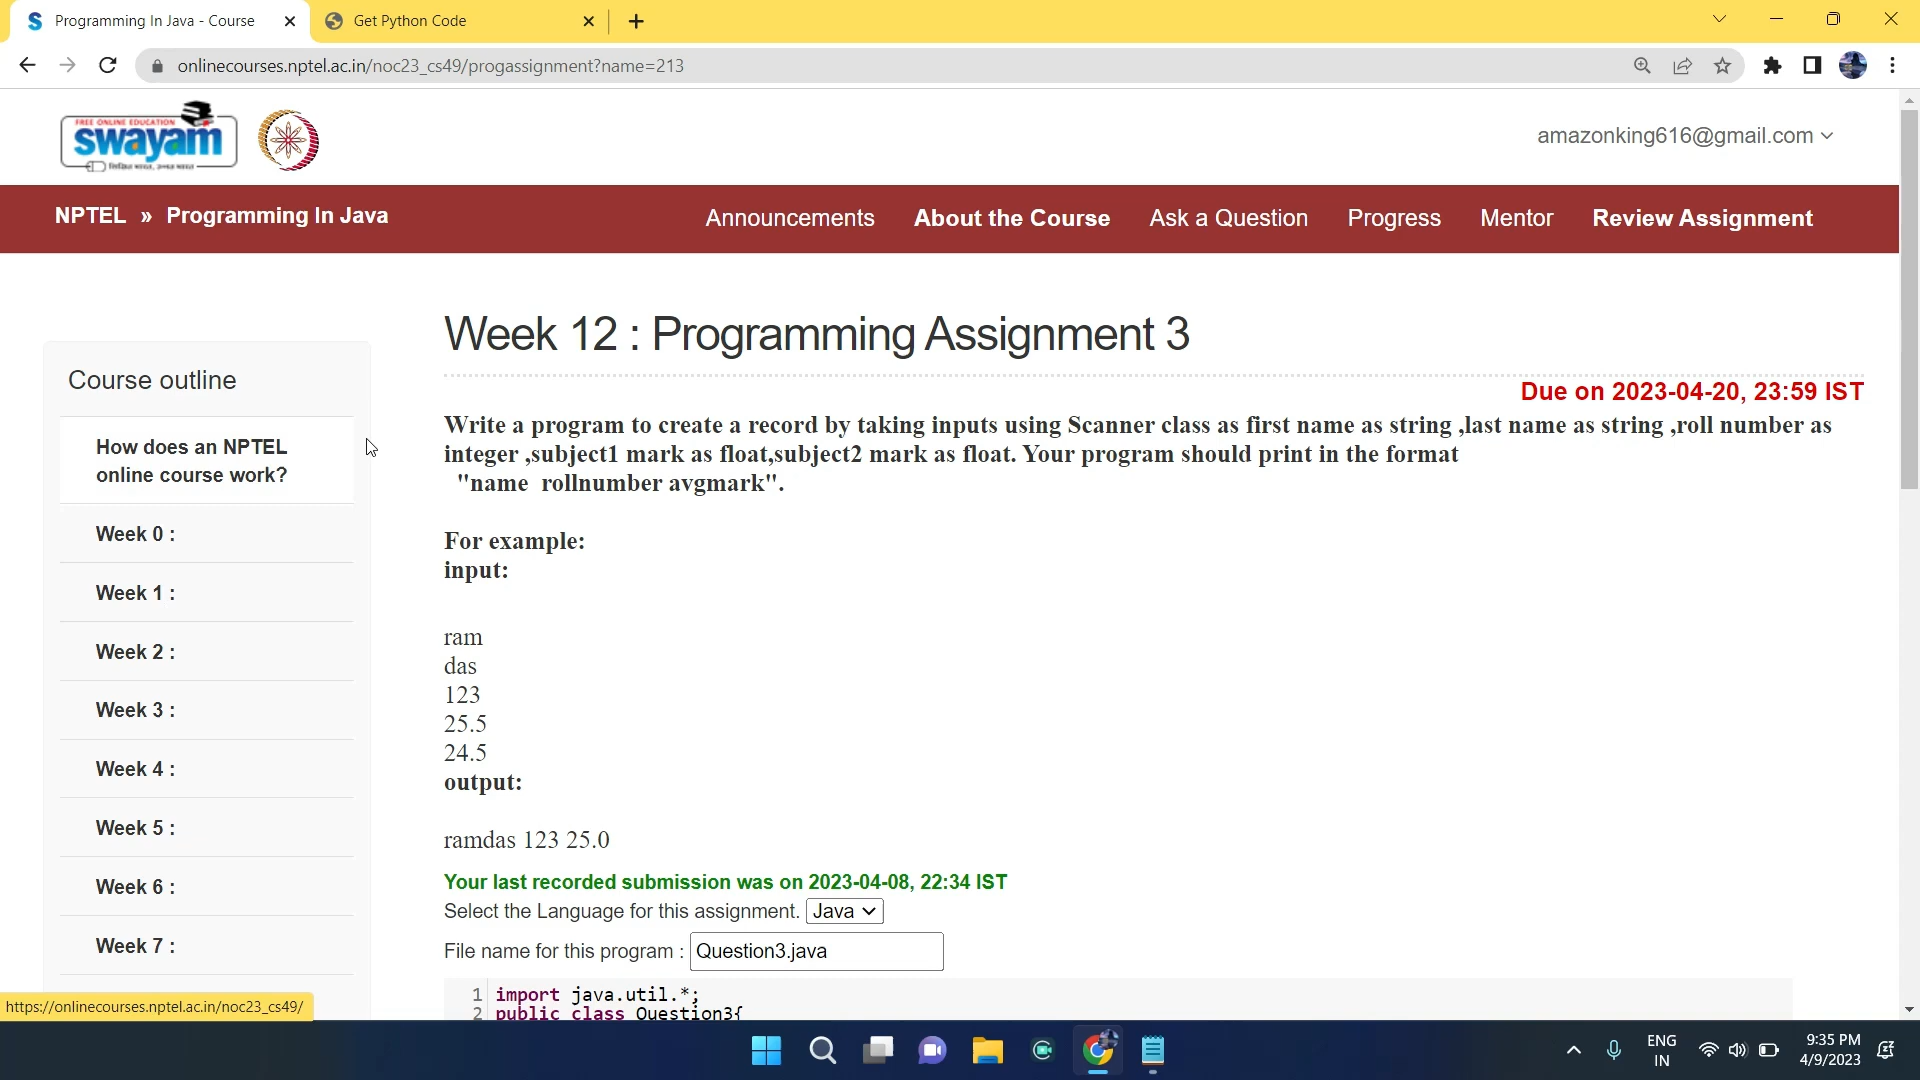 Programming In Java - Course
Get Python Code
onlinecourses.nptel.ac.in/noc23_cs49/progassignment?name=213
FREE ONLINE EDUCATION
swayam
amazonking616@gmail.com
NPTEL » Programming In Java
Announcements
About the Course
Ask a Question
Progress
Mentor
Review Assignment
Course outline
How does an NPTEL
online course work?
Week 0 :
Week 1 :
Week 2 :
Week 3 :
Week 4 :
Week 5 :
Week 6 :
Week 7 :
Week 12 : Programming Assignment 3
Due on 2023-04-20, 23:59 IST
Write a program to create a record by taking inputs using Scanner class as first name as string ,last name as string ,roll number as
integer ,subject1 mark as float,subject2 mark as float. Your program should print in the format
"name rollnumber avgmark".
For example:
input:
ram
das
123
25.5
24.5
output:
ramdas 123 25.0
Your last recorded submission was on 2023-04-08, 22:34 IST
Select the Language for this assignment. Java
File name for this program : Question3.java
1 import java.util.*;
2 public class Question3{
https://onlinecourses.nptel.ac.in/noc23_cs49/
ENG
IN
9:35 PM
4/9/2023